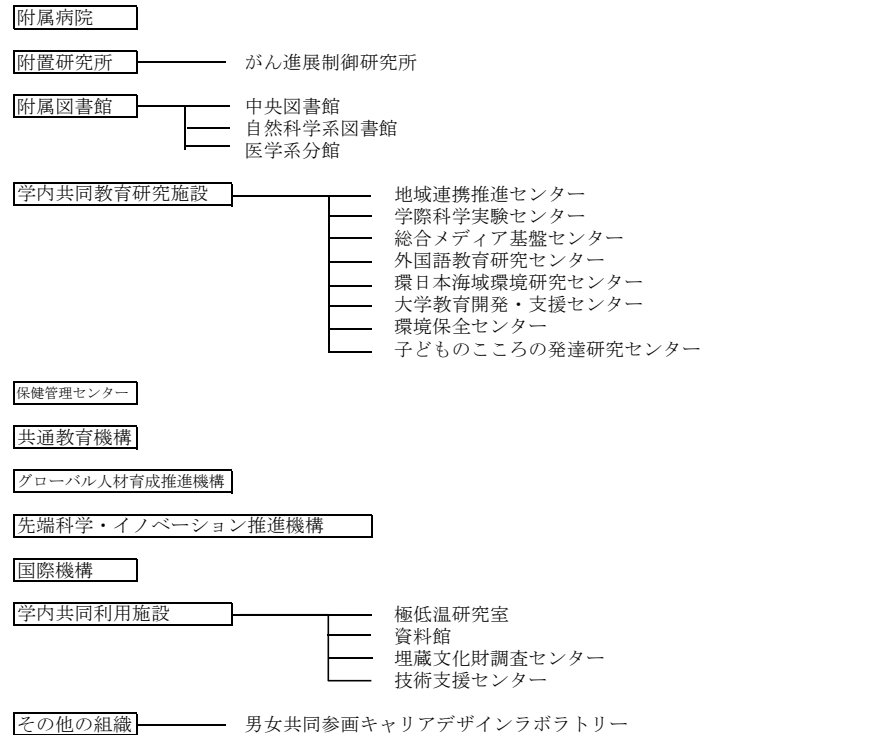 附属病院
附置研究所 がん進展制御研究所
附属図書館 中央図書館
自然科学系図書館
医学系分館
学内共同教育研究施設 地域連携推進センター
学際科学実験センター
総合メディア基盤センター
外国語教育研究センター
環日本海域環境研究センター
大学教育開発・支援センター
環境保全センター
子どものこころの発達研究センター
保健管理センター
共通教育機構
グローバル人材育成推進機構
先端科学・イノベーション推進機構
国際機構
学内共同利用施設 極低温研究室
資料館
埋蔵文化財調査センター
技術支援センター
その他の組織 男女共同参画キャリアデザインラボラトリー